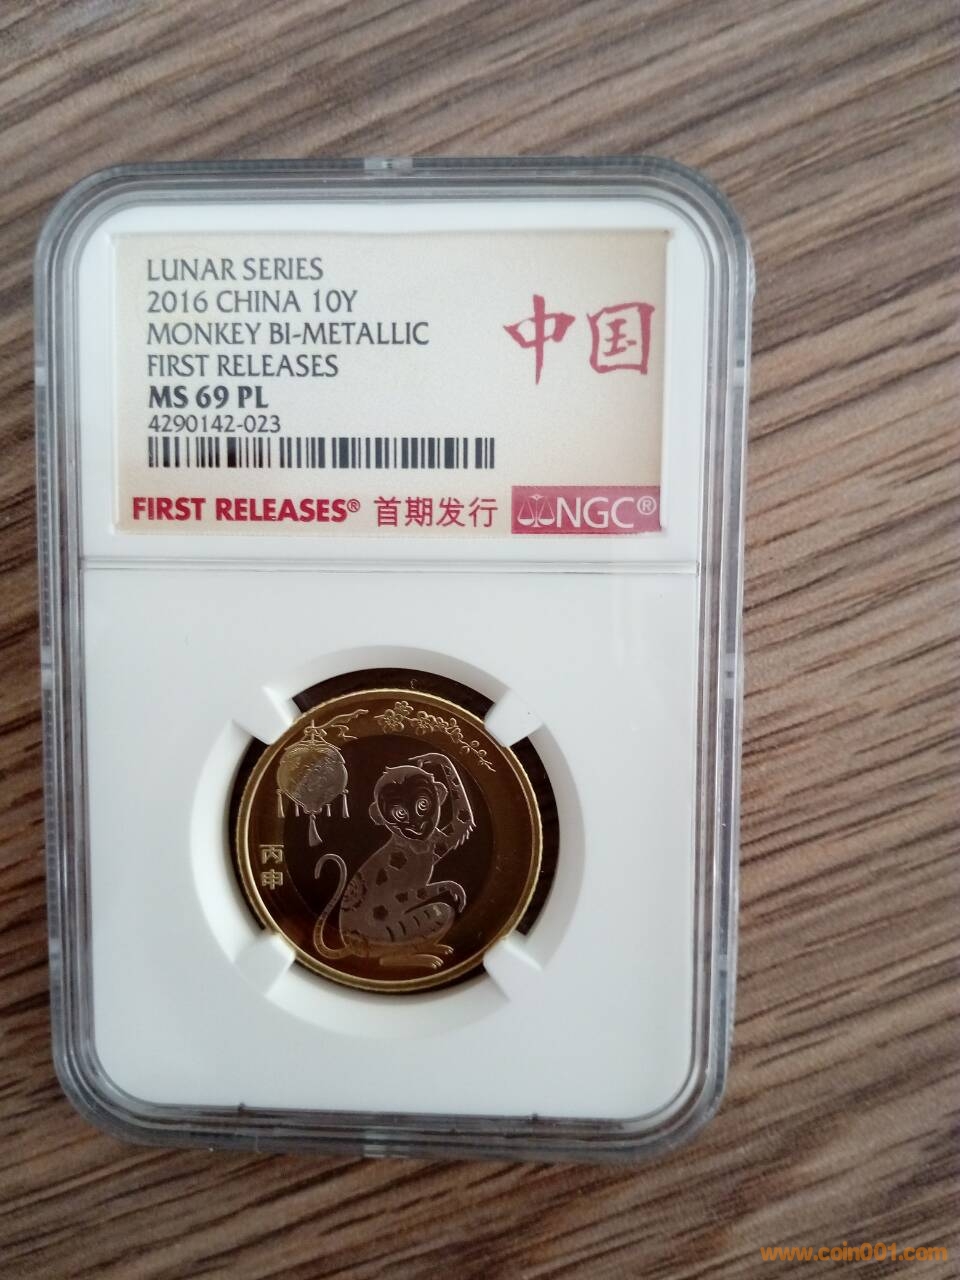 LUNAR SERIES
2016 CHINA 10Y
MONKEY BI-METALLIC
FIRST RELEASES
MS 69 PL
4290142-023
中国
FIRST RELEASES® 首期发行 NGC®
丙申
www.coin001.com